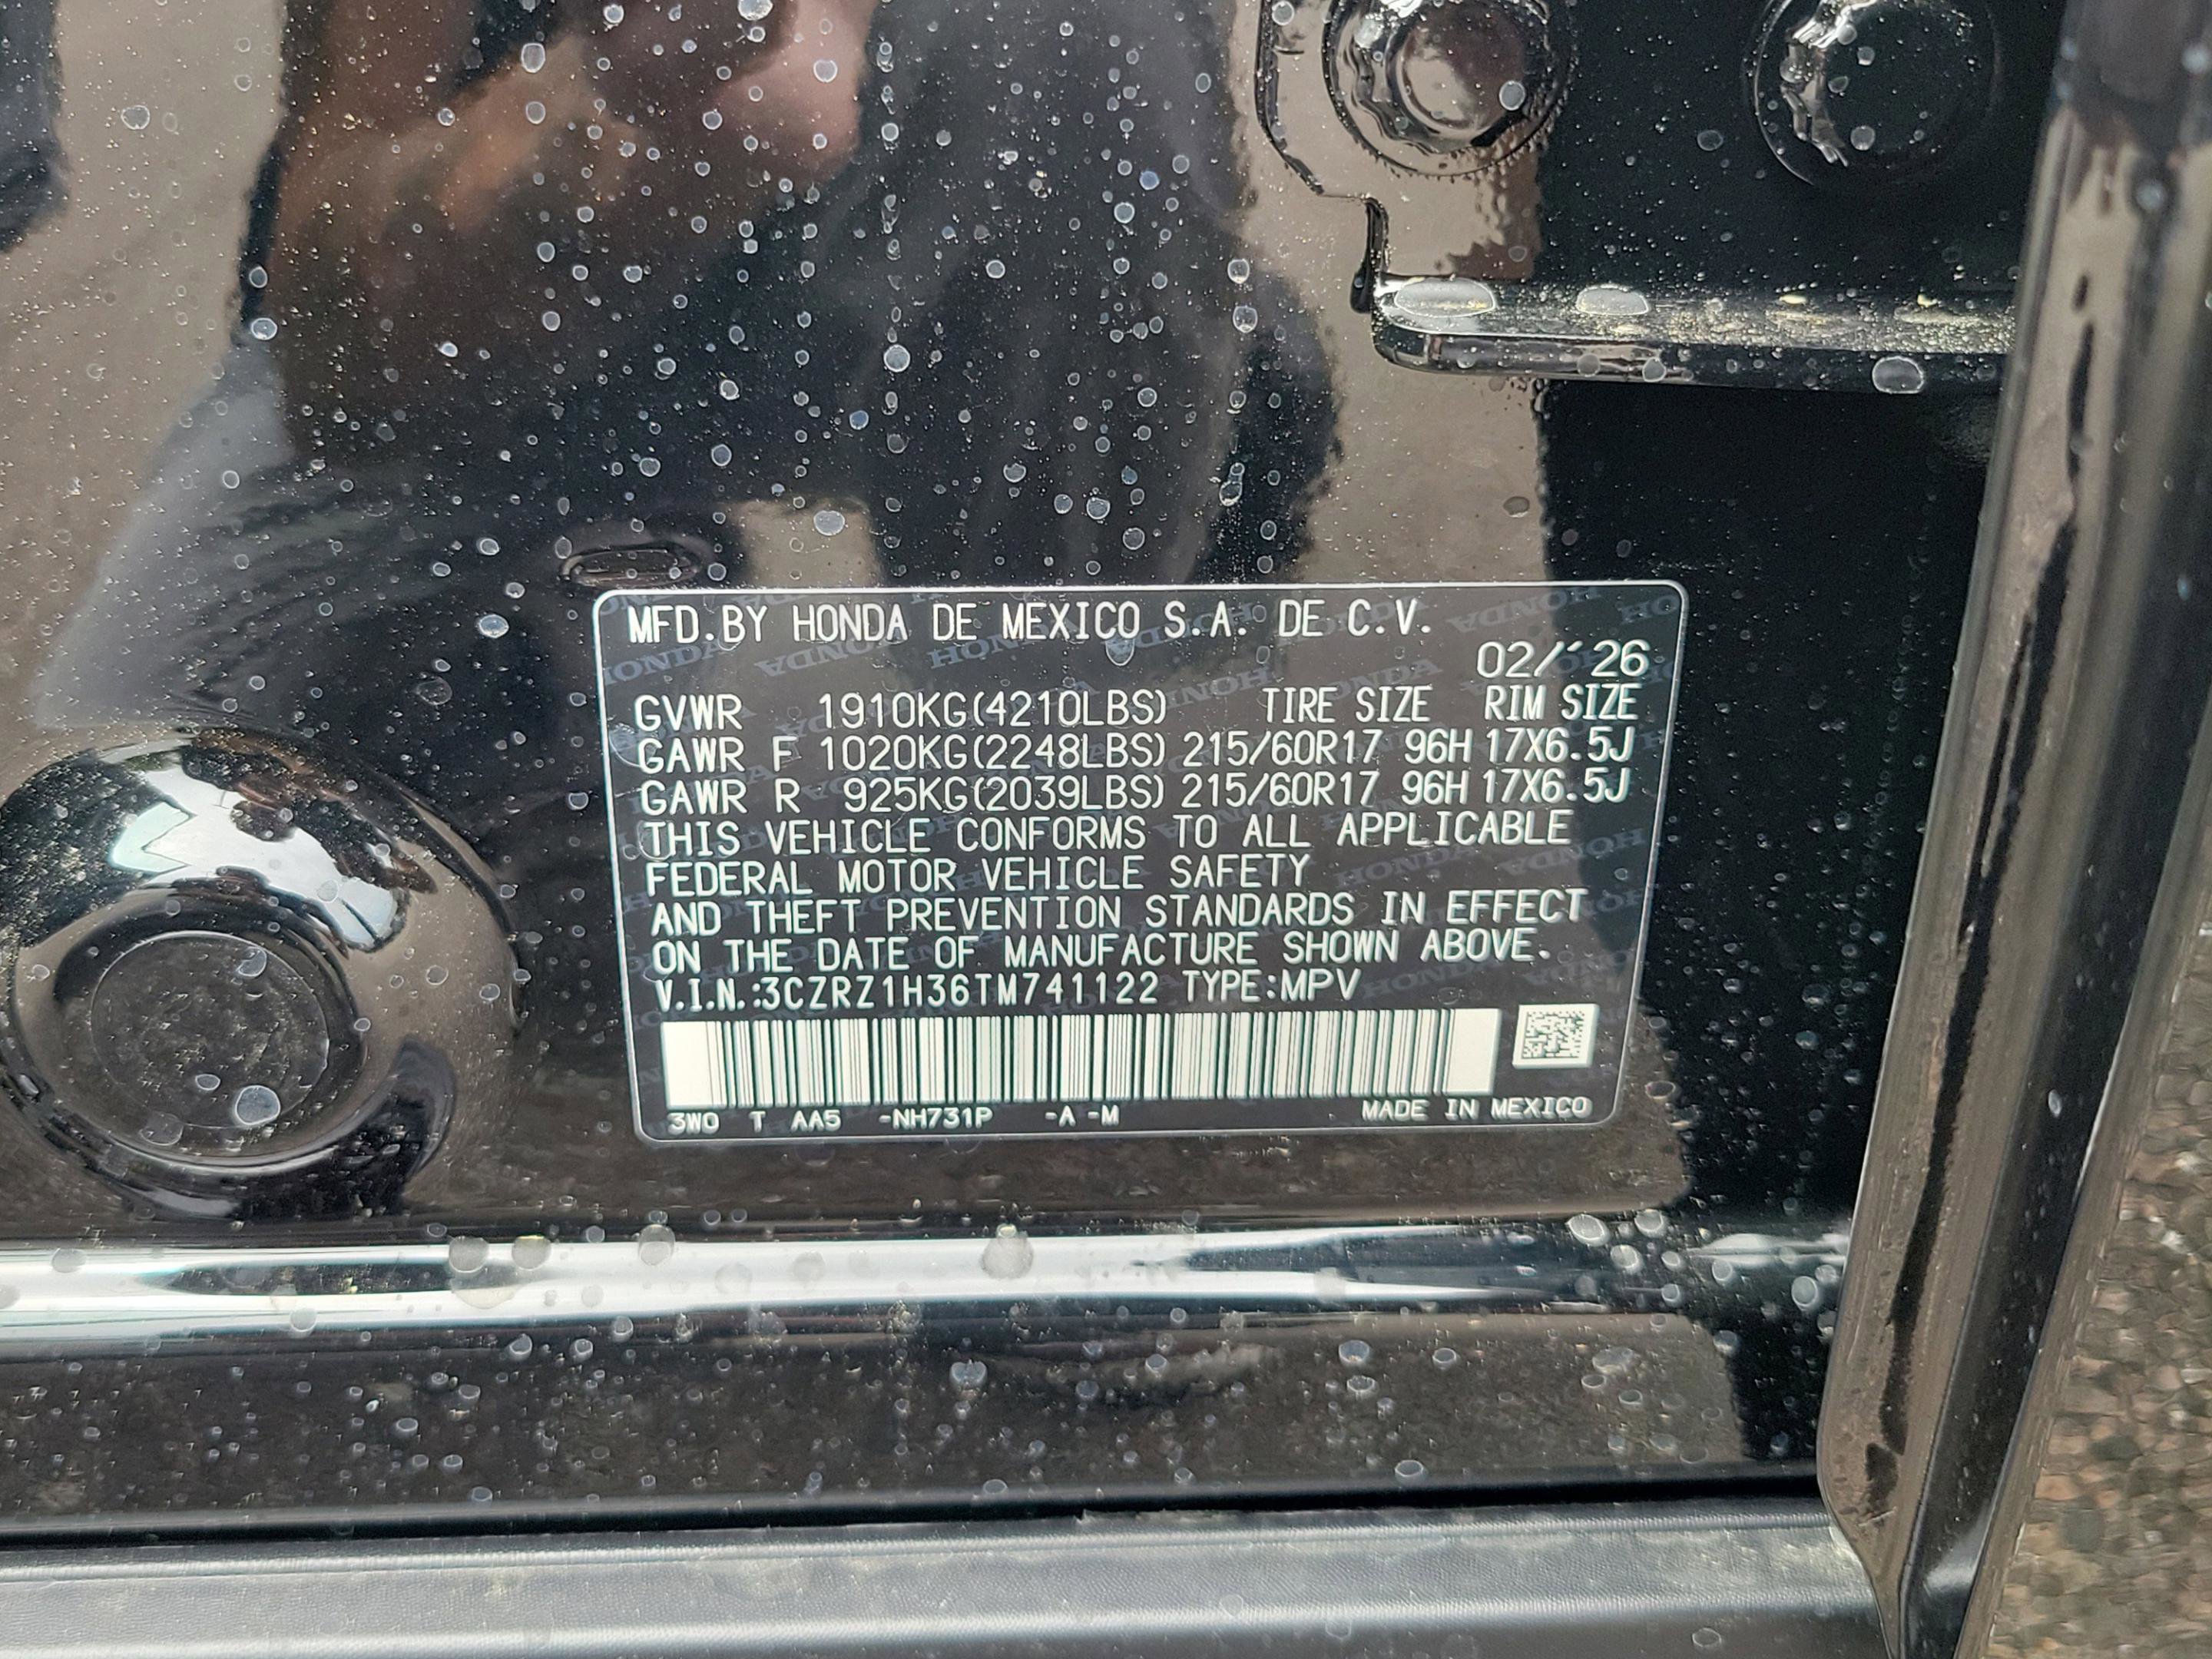 MFD.BY HONDA DE MEXICO S.A. DE C.V.
02/´26
GVWR 1910KG(4210LBS) TIRE SIZE RIM SIZE
GAWR F 1020KG(2248LBS) 215/60R17 96H 17X6.5J
GAWR R 925KG(2039LBS) 215/60R17 96H 17X6.5J
THIS VEHICLE CONFORMS TO ALL APPLICABLE
FEDERAL MOTOR VEHICLE SAFETY
AND THEFT PREVENTION STANDARDS IN EFFECT
ON THE DATE OF MANUFACTURE SHOWN ABOVE.
V.I.N.:3CZRZ1H36TM741122 TYPE:MPV
3W0 T AA5 -NH731P -A -M MADE IN MEXICO